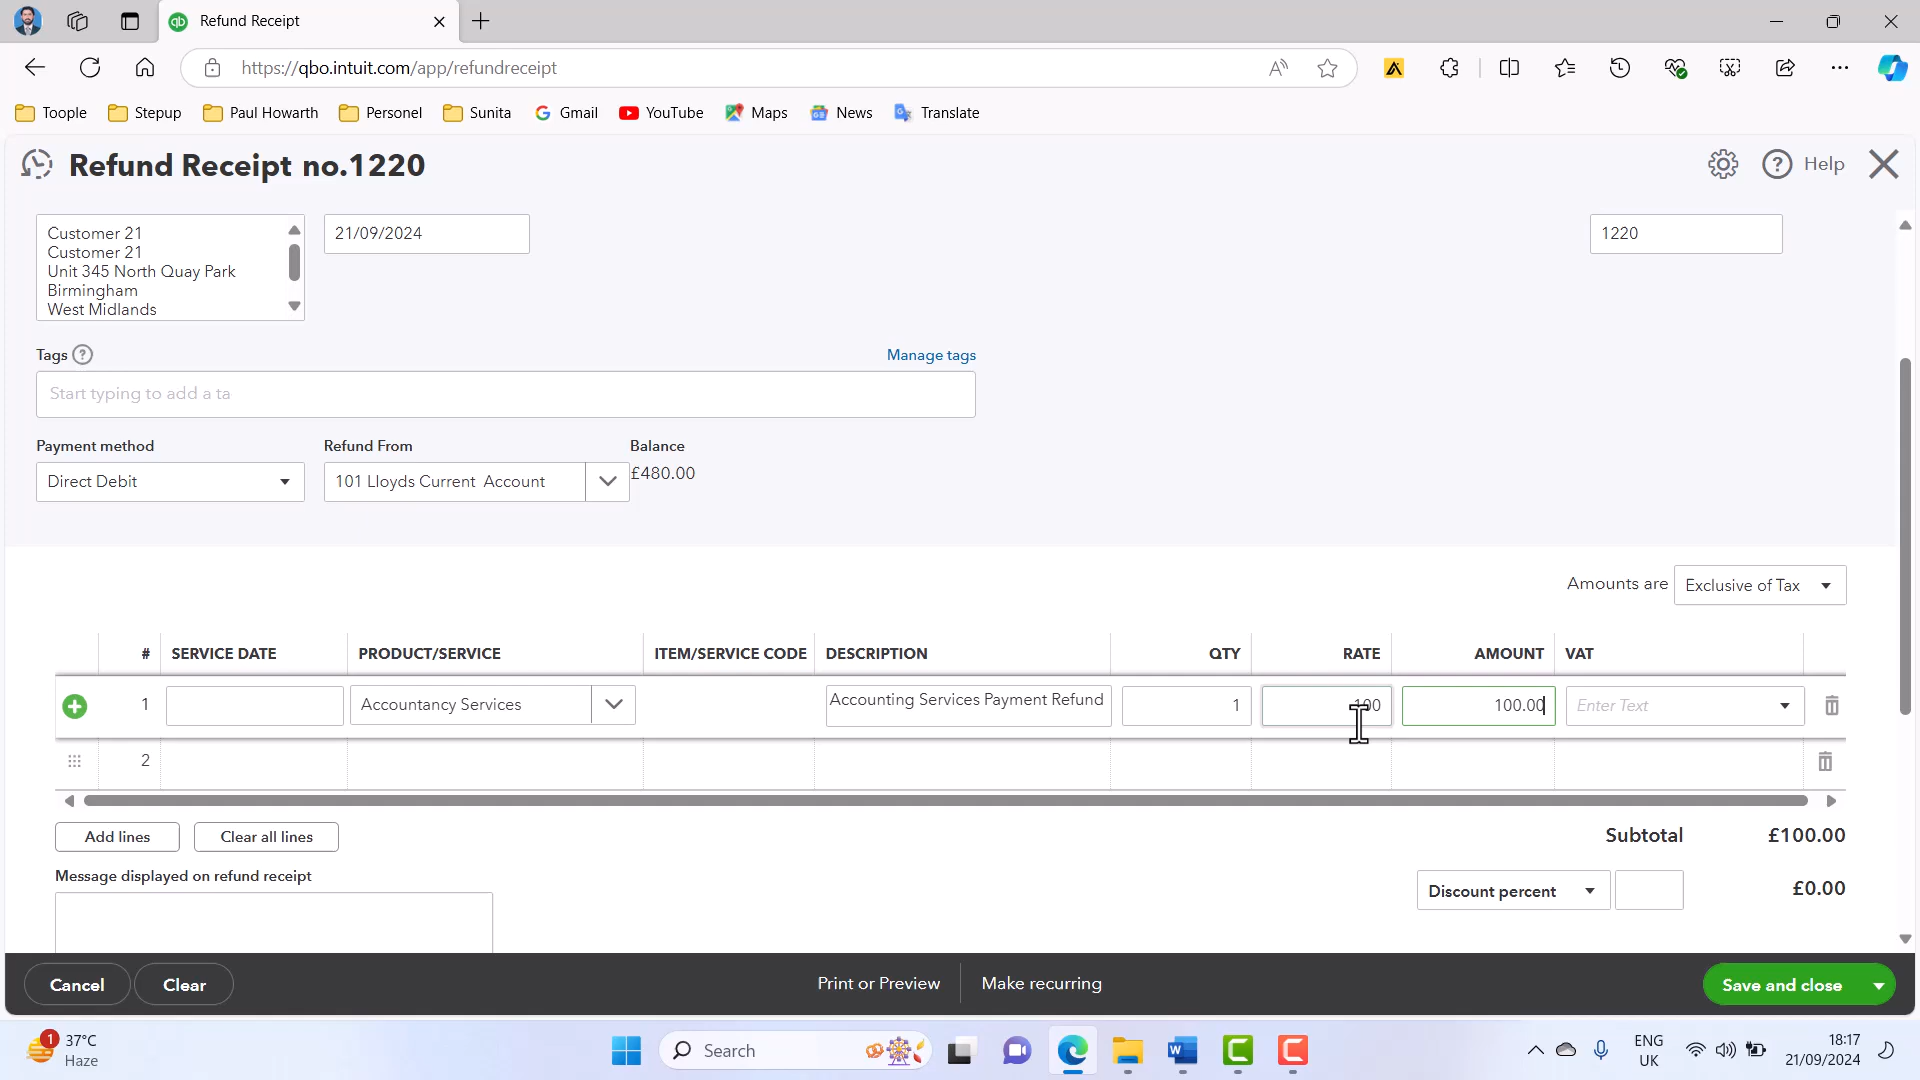 Refund Receipt
https://qbo.intuit.com/app/refundreceipt
Toople Stepup Paul Howarth Personel Sunita Gmail YouTube Maps News Translate
Refund Receipt no.1220
Help
Customer 21
Customer 21
Unit 345 North Quay Park
Birmingham
West Midlands
21/09/2024
1220
Tags
Manage tags
Start typing to add a ta
Payment method Refund From Balance
Direct Debit 101 Lloyds Current Account £480.00
Amounts are Exclusive of Tax
# SERVICE DATE PRODUCT/SERVICE ITEM/SERVICE CODE DESCRIPTION QTY RATE AMOUNT VAT
1 Accountancy Services Accounting Services Payment Refund 1 100 100.00 Enter Text
2
Add lines Clear all lines Subtotal £100.00
Message displayed on refund receipt
Discount percent £0.00
Cancel Clear Print or Preview Make recurring Save and close
1 37°C
Haze
Search
ENG
UK
18:17
21/09/2024